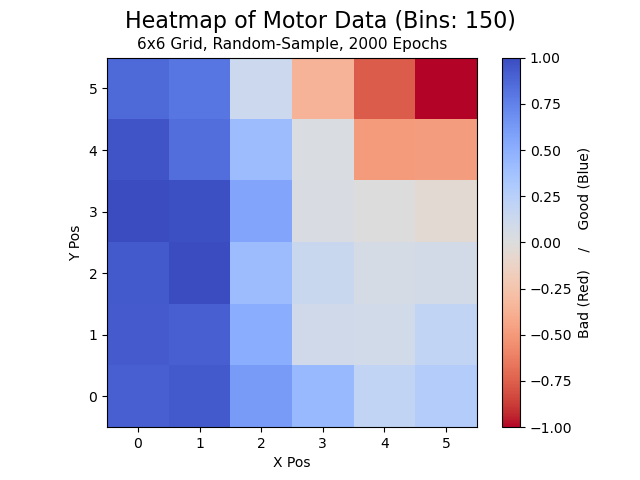 Heatmap of Motor Data (Bins: 150)
6x6 Grid, Random-Sample, 2000 Epochs
5
4
3
2
1
0
Y Pos
0 1 2 3 4 5
X Pos
1.00
0.75
0.50
0.25
0.00
−0.25
−0.50
−0.75
−1.00
Bad (Red) / Good (Blue)